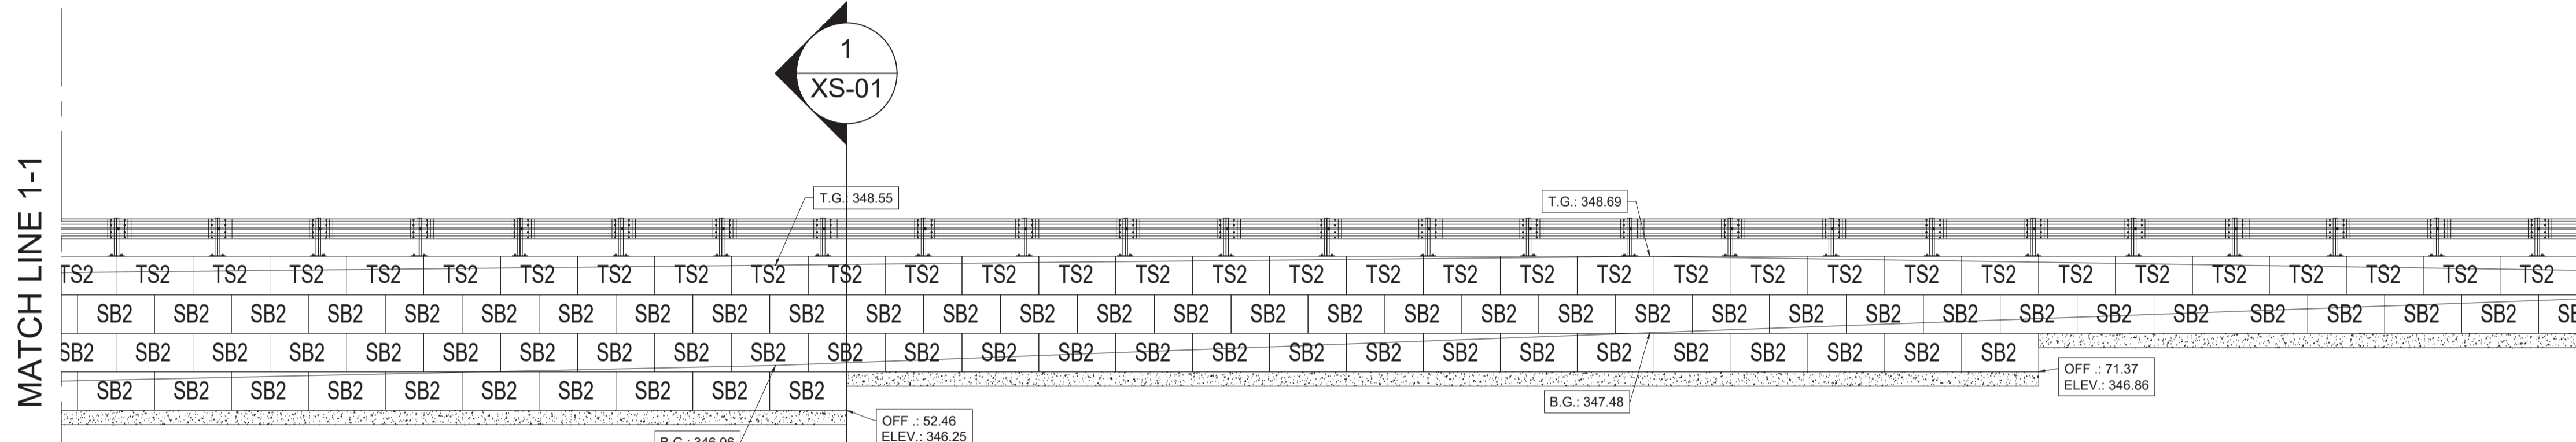 MATCH LINE 1-1
1
XS-01
T.G.: 348.55
T.G.: 348.69
TS2 TS2 TS2 TS2 TS2 TS2 TS2 TS2 TS2 TS2 TS2 TS2 TS2 TS2 TS2 TS2 TS2 TS2 TS2 TS2 TS2 TS2 TS2 TS2 TS2 TS2 TS2 TS2 TS2 TS2 TS2 TS2 TS2
SB2 SB2 SB2 SB2 SB2 SB2 SB2 SB2 SB2 SB2 SB2 SB2 SB2 SB2 SB2 SB2 SB2 SB2 SB2 SB2 SB2 SB2 SB2 SB2 SB2 SB2 SB2 SB2 SB2 SB2 SB2 SB2
SB2 SB2 SB2 SB2 SB2 SB2 SB2 SB2 SB2 SB2 SB2 SB2 SB2 SB2 SB2 SB2 SB2 SB2 SB2 SB2 SB2 SB2 SB2 SB2 SB2 SB2
SB2 SB2 SB2 SB2 SB2 SB2 SB2 SB2 SB2 SB2
OFF .: 71.37
ELEV.: 346.86
B.G.: 347.48
OFF .: 52.46
ELEV.: 346.25
B.G.: 346.96